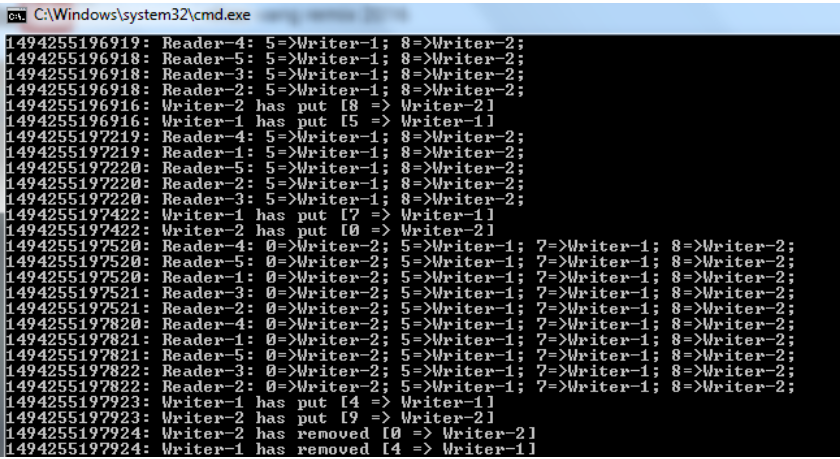 C:\Windows\system32\cmd.exe
1494255196919: Reader-4: 5=>Writer-1; 8=>Writer-2;
1494255196918: Reader-5: 5=>Writer-1; 8=>Writer-2;
1494255196918: Reader-3: 5=>Writer-1; 8=>Writer-2;
1494255196918: Reader-2: 5=>Writer-1; 8=>Writer-2;
1494255196916: Writer-2 has put [8 => Writer-2]
1494255196916: Writer-1 has put [5 => Writer-1]
1494255197219: Reader-4: 5=>Writer-1; 8=>Writer-2;
1494255197219: Reader-1: 5=>Writer-1; 8=>Writer-2;
1494255197220: Reader-5: 5=>Writer-1; 8=>Writer-2;
1494255197220: Reader-2: 5=>Writer-1; 8=>Writer-2;
1494255197220: Reader-3: 5=>Writer-1; 8=>Writer-2;
1494255197422: Writer-1 has put [7 => Writer-1]
1494255197422: Writer-2 has put [0 => Writer-2]
1494255197520: Reader-4: 0=>Writer-2; 5=>Writer-1; 7=>Writer-1; 8=>Writer-2;
1494255197520: Reader-5: 0=>Writer-2; 5=>Writer-1; 7=>Writer-1; 8=>Writer-2;
1494255197520: Reader-1: 0=>Writer-2; 5=>Writer-1; 7=>Writer-1; 8=>Writer-2;
1494255197521: Reader-3: 0=>Writer-2; 5=>Writer-1; 7=>Writer-1; 8=>Writer-2;
1494255197521: Reader-2: 0=>Writer-2; 5=>Writer-1; 7=>Writer-1; 8=>Writer-2;
1494255197820: Reader-4: 0=>Writer-2; 5=>Writer-1; 7=>Writer-1; 8=>Writer-2;
1494255197821: Reader-1: 0=>Writer-2; 5=>Writer-1; 7=>Writer-1; 8=>Writer-2;
1494255197821: Reader-5: 0=>Writer-2; 5=>Writer-1; 7=>Writer-1; 8=>Writer-2;
1494255197822: Reader-3: 0=>Writer-2; 5=>Writer-1; 7=>Writer-1; 8=>Writer-2;
1494255197822: Reader-2: 0=>Writer-2; 5=>Writer-1; 7=>Writer-1; 8=>Writer-2;
1494255197923: Writer-1 has put [4 => Writer-1]
1494255197923: Writer-2 has put [9 => Writer-2]
1494255197924: Writer-2 has removed [0 => Writer-2]
1494255197924: Writer-1 has removed [4 => Writer-1]